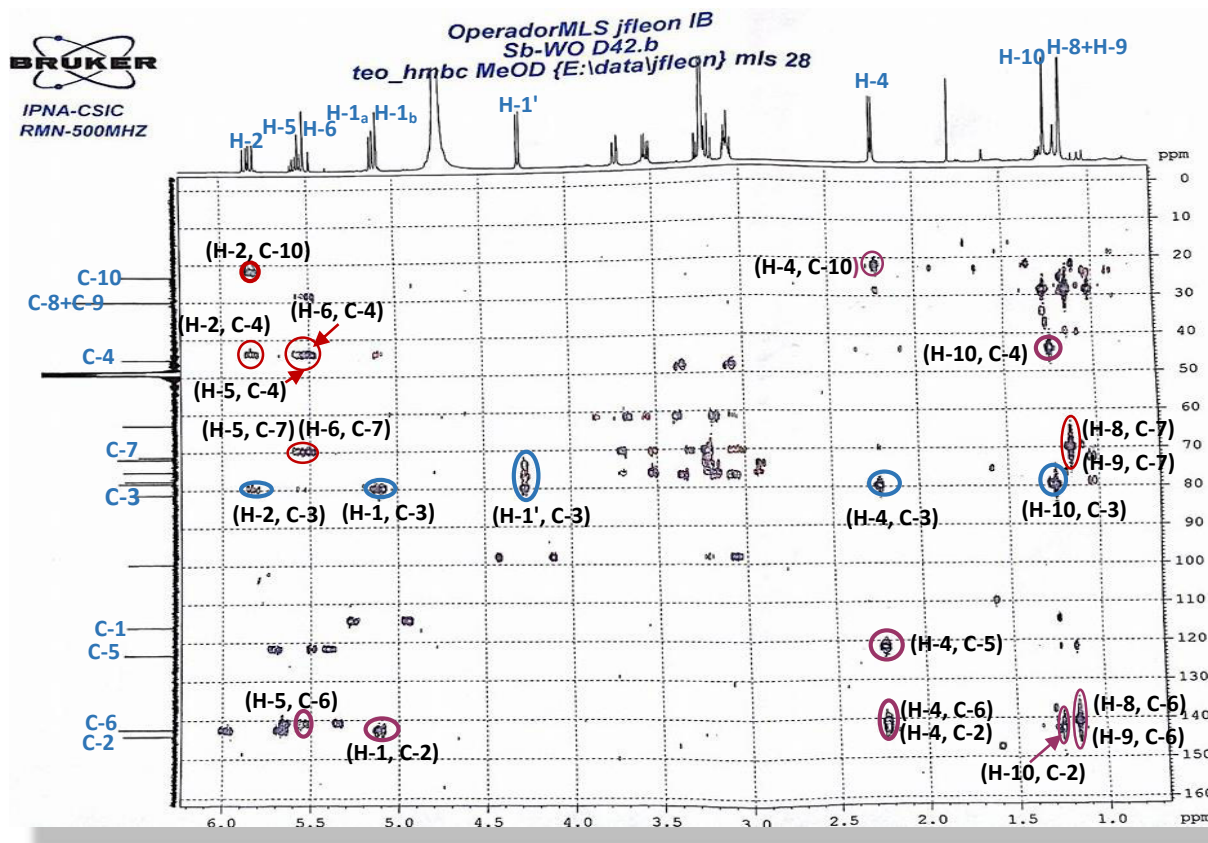 OperadorMLS jfleon IB
Sb-WO D42.b
teo_hmbc MeOD {E:\data\jfleon} mls 28
BRUKER
IPNA-CSIC
RMN-500MHZ
H-2
H-5
H-6
H-1a
H-1b
H-1'
H-4
H-10
H-8+H-9
ppm
0
10
20
30
40
50
60
70
80
90
100
110
120
130
140
150
160
C-10
C-8+C-9
C-4
C-7
C-3
C-1
C-5
C-6
C-2
(H-2, C-10)
(H-4, C-10)
(H-6, C-4)
(H-2, C-4)
(H-10, C-4)
(H-5, C-4)
(H-5, C-7) (H-6, C-7)
(H-8, C-7)
(H-9, C-7)
(H-2, C-3)
(H-1, C-3)
(H-1', C-3)
(H-4, C-3)
(H-10, C-3)
(H-4, C-5)
(H-5, C-6)
(H-1, C-2)
(H-4, C-6)
(H-4, C-2)
(H-8, C-6)
(H-9, C-6)
(H-10, C-2)
6.0 5.5 5.0 4.5 4.0 3.5 3.0 2.5 2.0 1.5 1.0 ppm